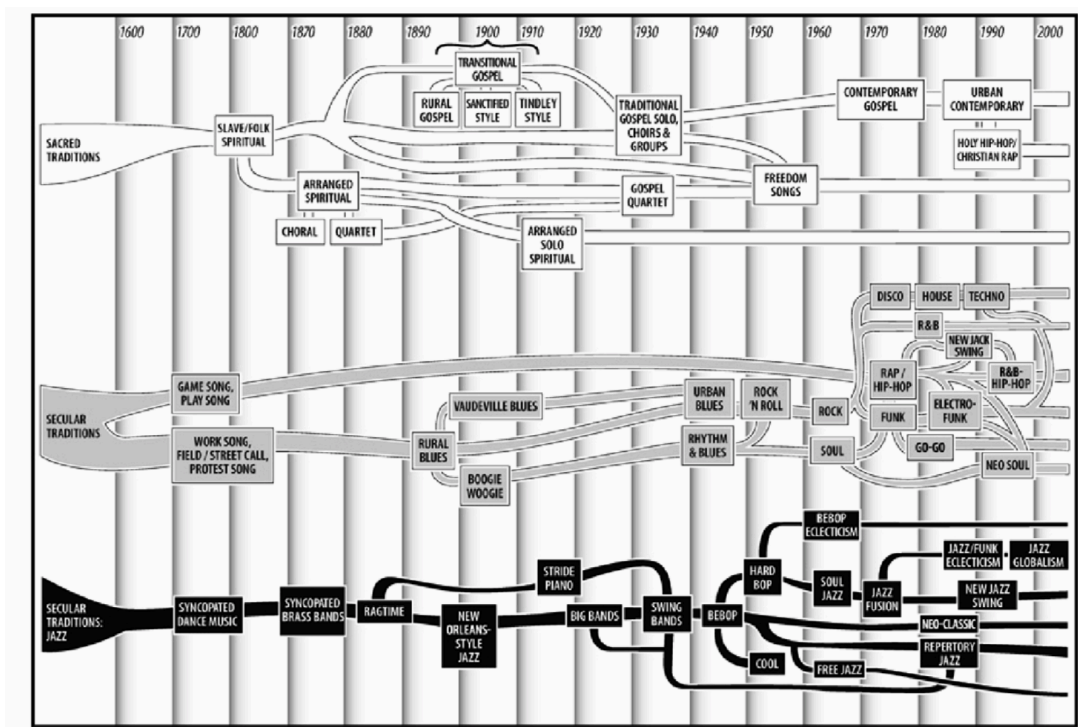 1600 1700 1870 1880 1890 1900 1910 1920 1930 1940 1950 1960 1970 1980 1990 2000
SACRED
TRADITIONS
SLAVE/FOLK
SPIRITUAL
TRANSITIONAL
GOSPEL
RURAL
GOSPEL
SANCTIFIED
STYLE
TINDLEY
STYLE
TRADITIONAL
GOSPEL SOLO,
CHOIRS &
GROUPS
CONTEMPORARY
GOSPEL
URBAN
CONTEMPORARY
HOLY HIP-HOP/
CHRISTIAN RAP
ARRANGED
SPIRITUAL
CHORAL
QUARTET
GOSPEL
QUARTET
FREEDOM
SONGS
ARRANGED
SOLO
SPIRITUAL
SECULAR
TRADITIONS
GAME SONG,
PLAY SONG
WORK SONG,
FIELD / STREET CALL,
PROTEST SONG
RURAL
BLUES
VAUDEVILLE BLUES
BOOGIE
WOOGIE
URBAN
BLUES
RHYTHM
& BLUES
ROCK
'N ROLL
ROCK
SOUL
DISCO
HOUSE
TECHNO
R&B
NEW JACK
SWING
RAP /
HIP-HOP
R&B-
HIP-HOP
FUNK
ELECTRO-
FUNK
GO-GO
NEO SOUL
SECULAR
TRADITIONS:
JAZZ
SYNCOPATED
DANCE MUSIC
SYNCOPATED
BRASS BANDS
RAGTIME
NEW
ORLEANS-
STYLE
JAZZ
STRIDE
PIANO
BIG BANDS
SWING
BANDS
BEBOP
HARD
BOP
COOL
BEBOP
ECLECTICISM
SOUL
JAZZ
JAZZ
FUSION
JAZZ/FUNK
ECLECTICISM
JAZZ
GLOBALISM
NEW JAZZ
SWING
NEO-CLASSIC
REPERTORY
JAZZ
FREE JAZZ